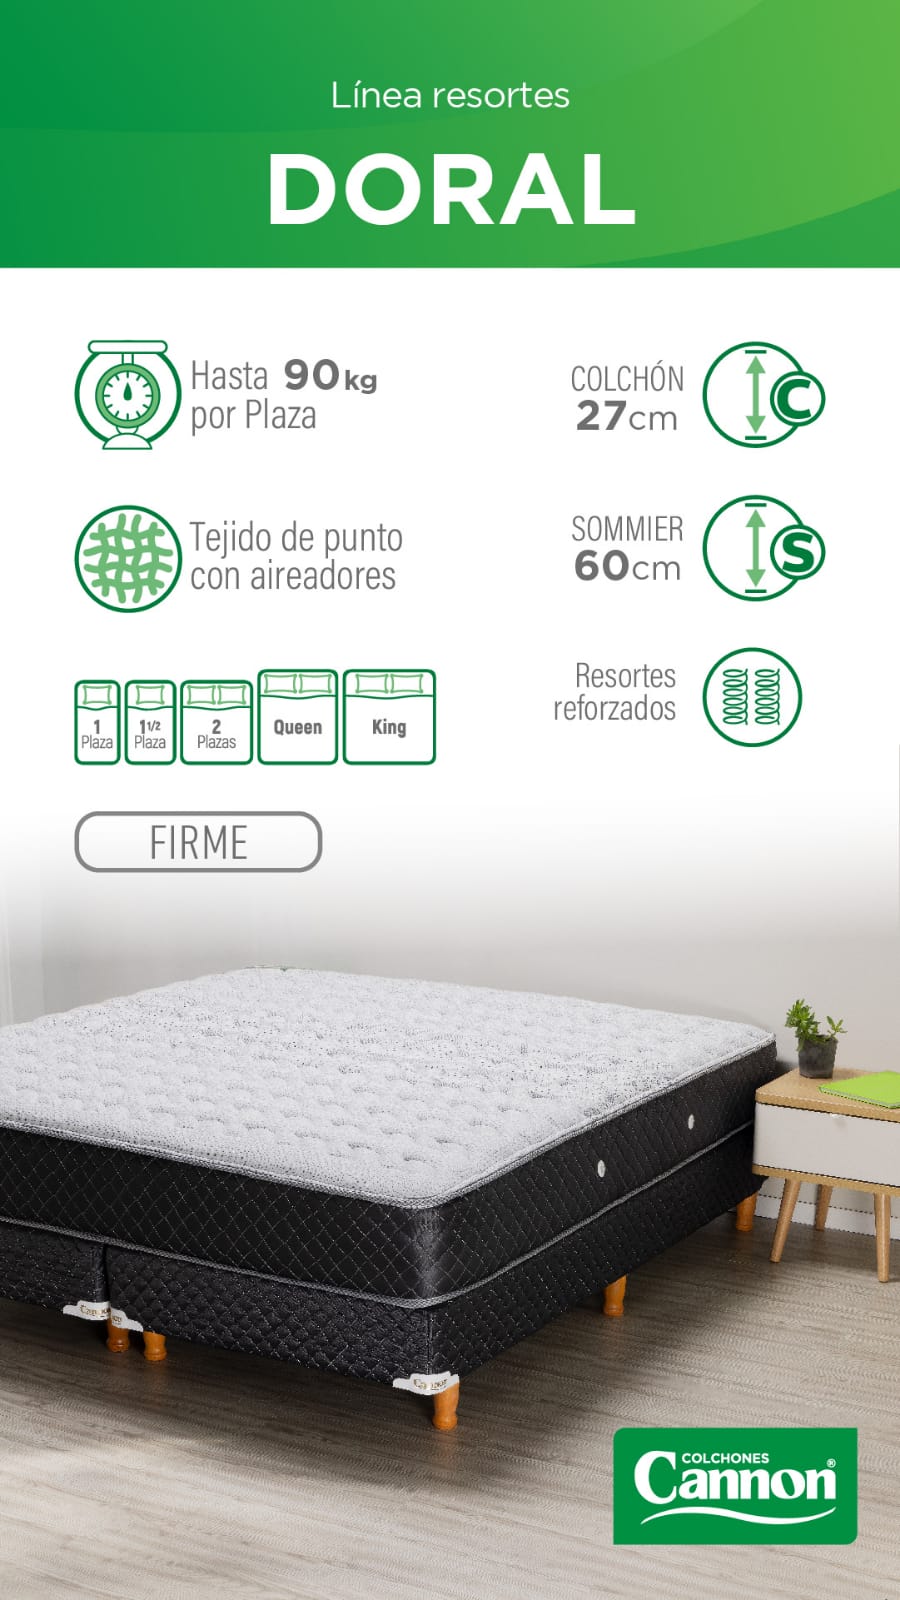 Línea resortes
DORAL
Hasta 90kg
por Plaza
COLCHÓN
27cm
C
Tejido de punto
con aireadores
SOMMIER
60cm
S
Resortes
reforzados
1
Plaza
1 1/2
Plaza
2
Plazas
Queen
King
FIRME
Cannon
COLCHONES
Cannon®